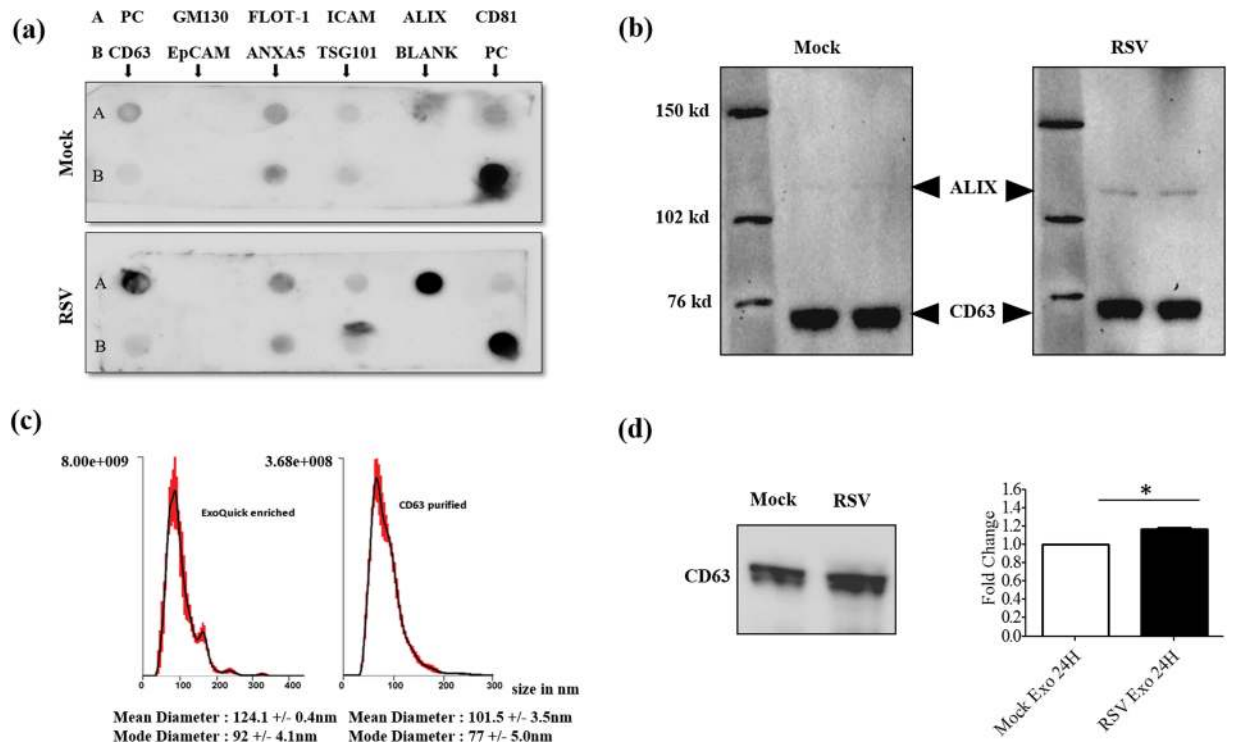 (a)
A PC GM130 FLOT-1 ICAM ALIX CD81
B CD63 EpCAM ANXA5 TSG101 BLANK PC
Mock
A
B
RSV
A
B
(b)
Mock RSV
150 kd
ALIX
102 kd
76 kd
CD63
(c)
8.00e+009
ExoQuick enriched
0 100 200 300 400
Mean Diameter : 124.1 +/- 0.4nm
Mode Diameter : 92 +/- 4.1nm
3.68e+008
CD63 purified
0 100 200 300
size in nm
Mean Diameter : 101.5 +/- 3.5nm
Mode Diameter : 77 +/- 5.0nm
(d)
Mock RSV
CD63
Fold Change
1.6
1.4
1.2
1.0
0.8
0.6
0.4
0.2
0.0
*
Mock Exo 24H
RSV Exo 24H